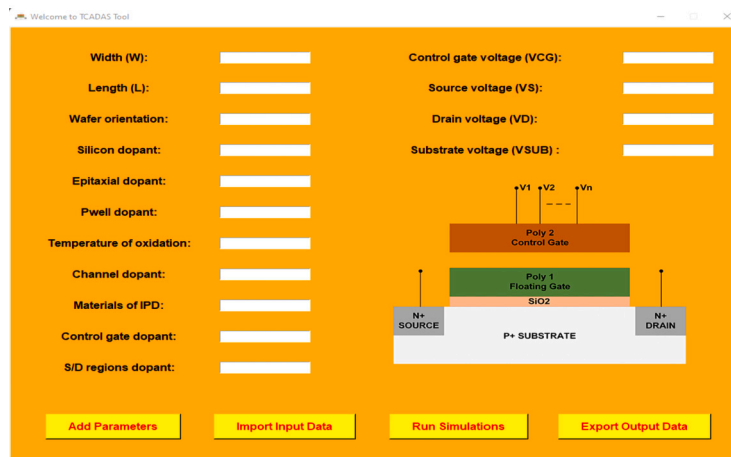 Welcome to TCADAS Tool
Width (W):
Length (L):
Wafer orientation:
Silicon dopant:
Epitaxial dopant:
Pwell dopant:
Temperature of oxidation:
Channel dopant:
Materials of IPD:
Control gate dopant:
S/D regions dopant:
Control gate voltage (VCG):
Source voltage (VS):
Drain voltage (VD):
Substrate voltage (VSUB) :
V1 V2 Vn
Poly 2
Control Gate
Poly 1
Floating Gate
SiO2
N+
SOURCE
P+ SUBSTRATE
N+
DRAIN
Add Parameters
Import Input Data
Run Simulations
Export Output Data